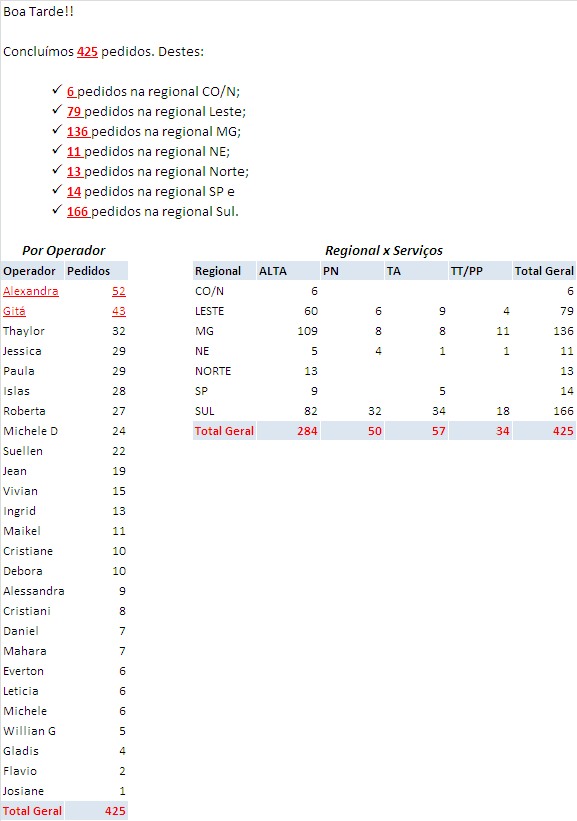 Boa Tarde!!
Concluímos 425 pedidos. Destes:
✓ 6 pedidos na regional CO/N;
✓ 79 pedidos na regional Leste;
✓ 136 pedidos na regional MG;
✓ 11 pedidos na regional NE;
✓ 13 pedidos na regional Norte;
✓ 14 pedidos na regional SP e
✓ 166 pedidos na regional Sul.
Por Operador
Operador Pedidos
Alexandra 52
Gitá 43
Thaylor 32
Jessica 29
Paula 29
Islas 28
Roberta 27
Michele D 24
Suellen 22
Jean 19
Vivian 15
Ingrid 13
Maikel 11
Cristiane 10
Debora 10
Alessandra 9
Cristiani 8
Daniel 7
Mahara 7
Everton 6
Leticia 6
Michele 6
Willian G 5
Gladis 4
Flavio 2
Josiane 1
Total Geral 425
Regional x Serviços
Regional ALTA PN TA TT/PP Total Geral
CO/N 6 6
LESTE 60 6 9 4 79
MG 109 8 8 11 136
NE 5 4 1 1 11
NORTE 13 13
SP 9 5 14
SUL 82 32 34 18 166
Total Geral 284 50 57 34 425